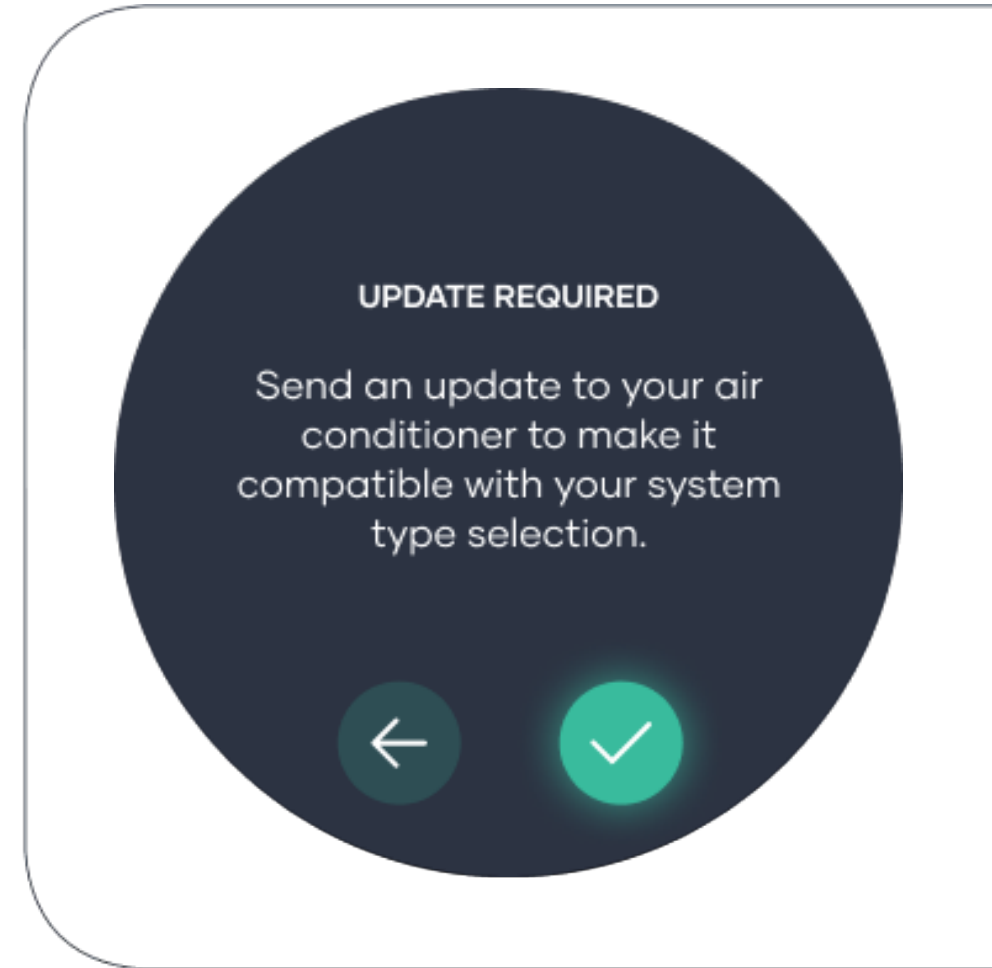 UPDATE REQUIRED
Send an update to your air
conditioner to make it
compatible with your system
type selection.